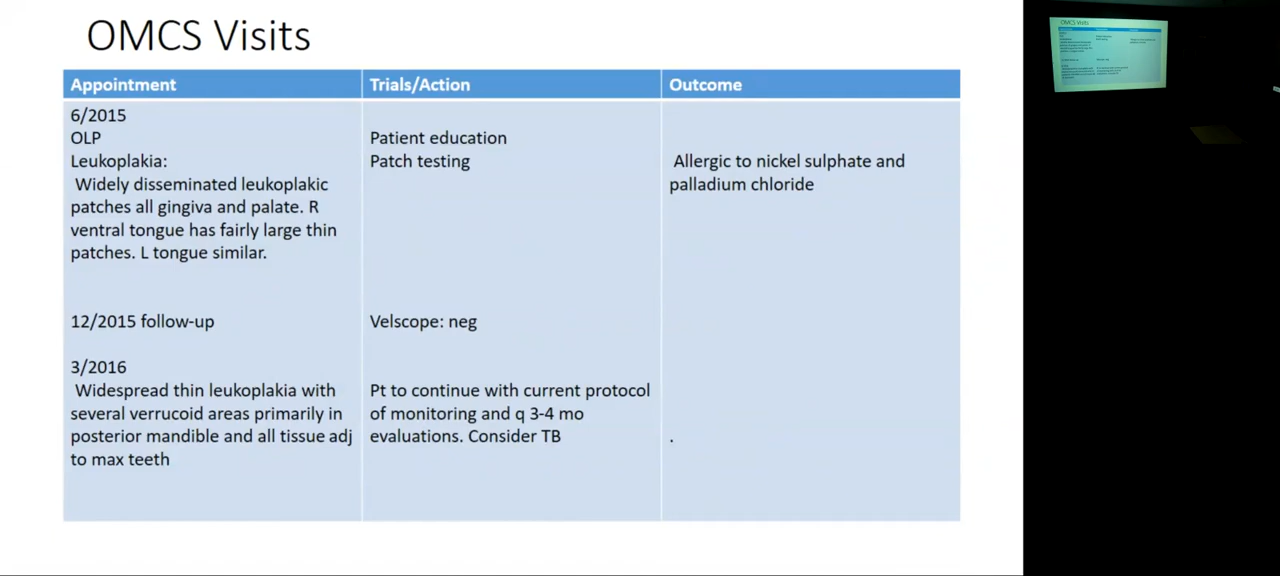 OMCS Visits
Appointment
Trials/Action
Outcome
6/2015
OLP
Patient education
Leukoplakia:
Patch testing
Allergic to nickel sulphate and
palladium chloride
Widely disseminated leukoplakic
patches all gingiva and palate. R
ventral tongue has fairly large thin
patches. L tongue similar.
12/2015 follow-up
Velscope: neg
3/2016
Widespread thin leukoplakia with
several verrucoid areas primarily in
posterior mandible and all tissue adj
to max teeth
Pt to continue with current protocol
of monitoring and q 3-4 mo
evaluations. Consider TB
.
OMCS Visits